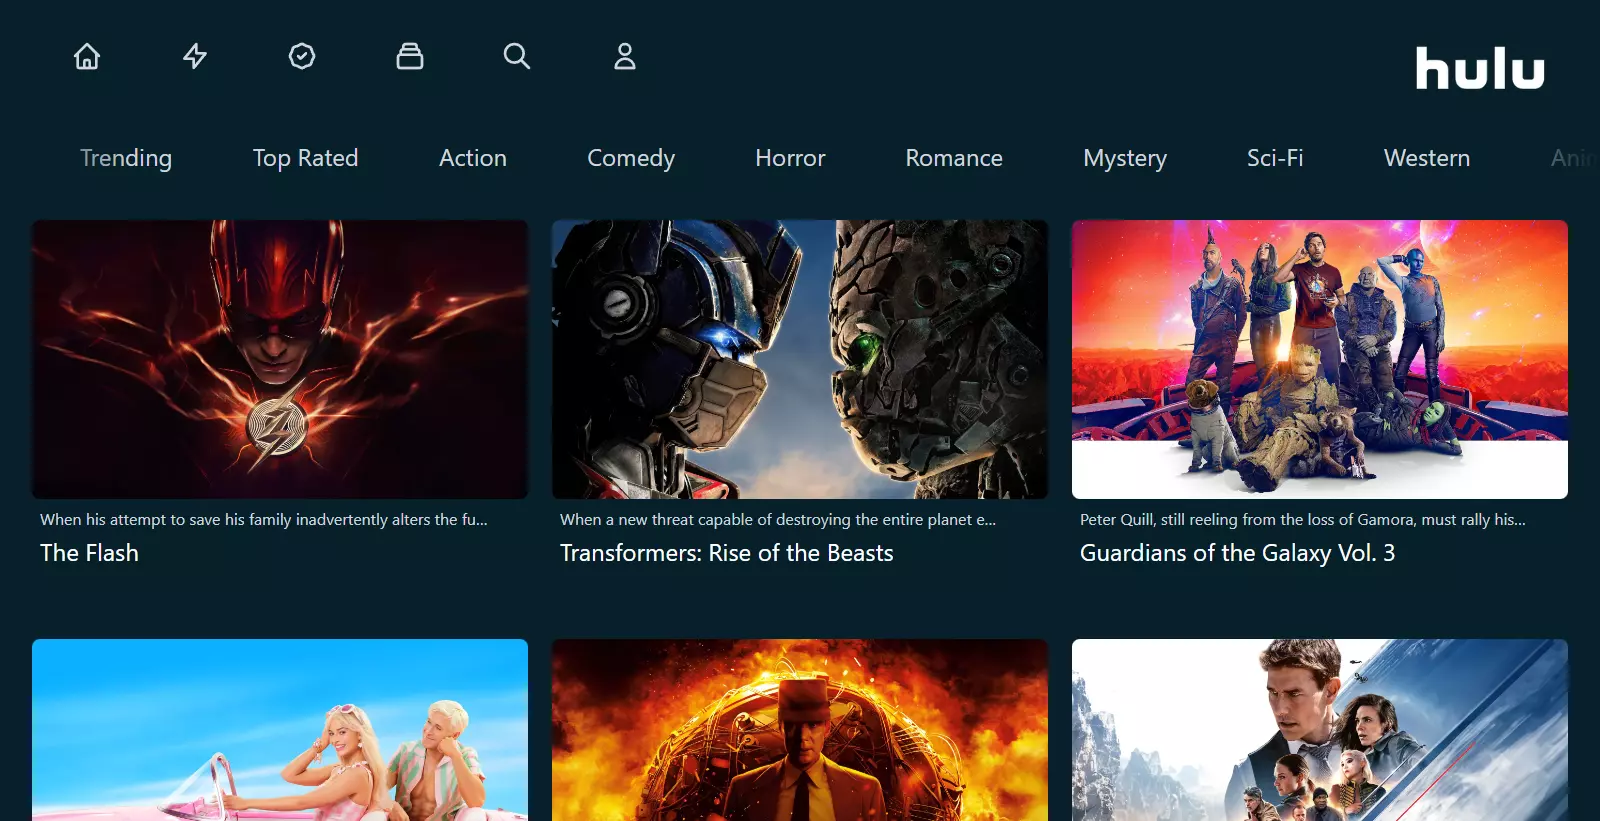 hulu
Trending Top Rated Action Comedy Horror Romance Mystery Sci-Fi Western
When his attempt to save his family inadvertently alters the fu...
The Flash
When a new threat capable of destroying the entire planet e...
Transformers: Rise of the Beasts
Peter Quill, still reeling from the loss of Gamora, must rally his...
Guardians of the Galaxy Vol. 3